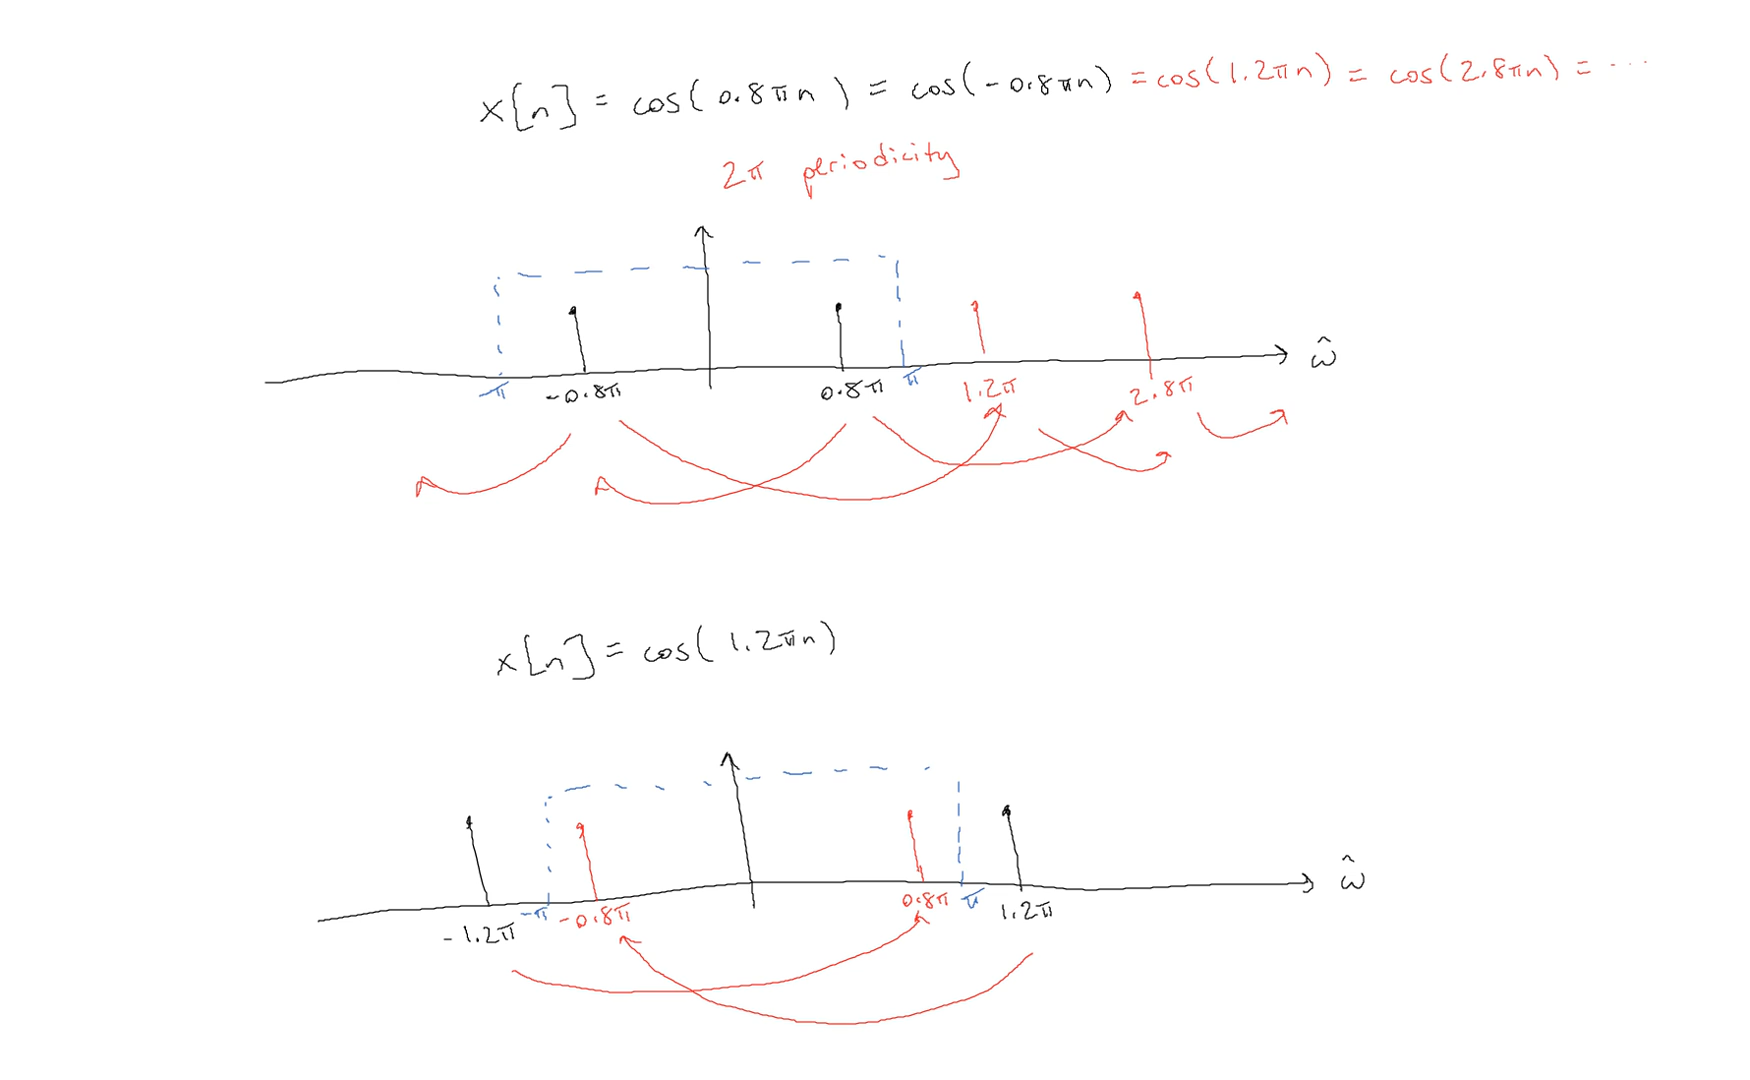 x[n] = cos(0.8πn) = cos(-0.8πn) = cos(1.2πn) = cos(2.8πn) = ...
2π periodicity
-π -0.8π 0.8π π 1.2π 2.8π ω̂
x[n] = cos(1.2πn)
-1.2π -π -0.8π 0.8π π 1.2π ω̂